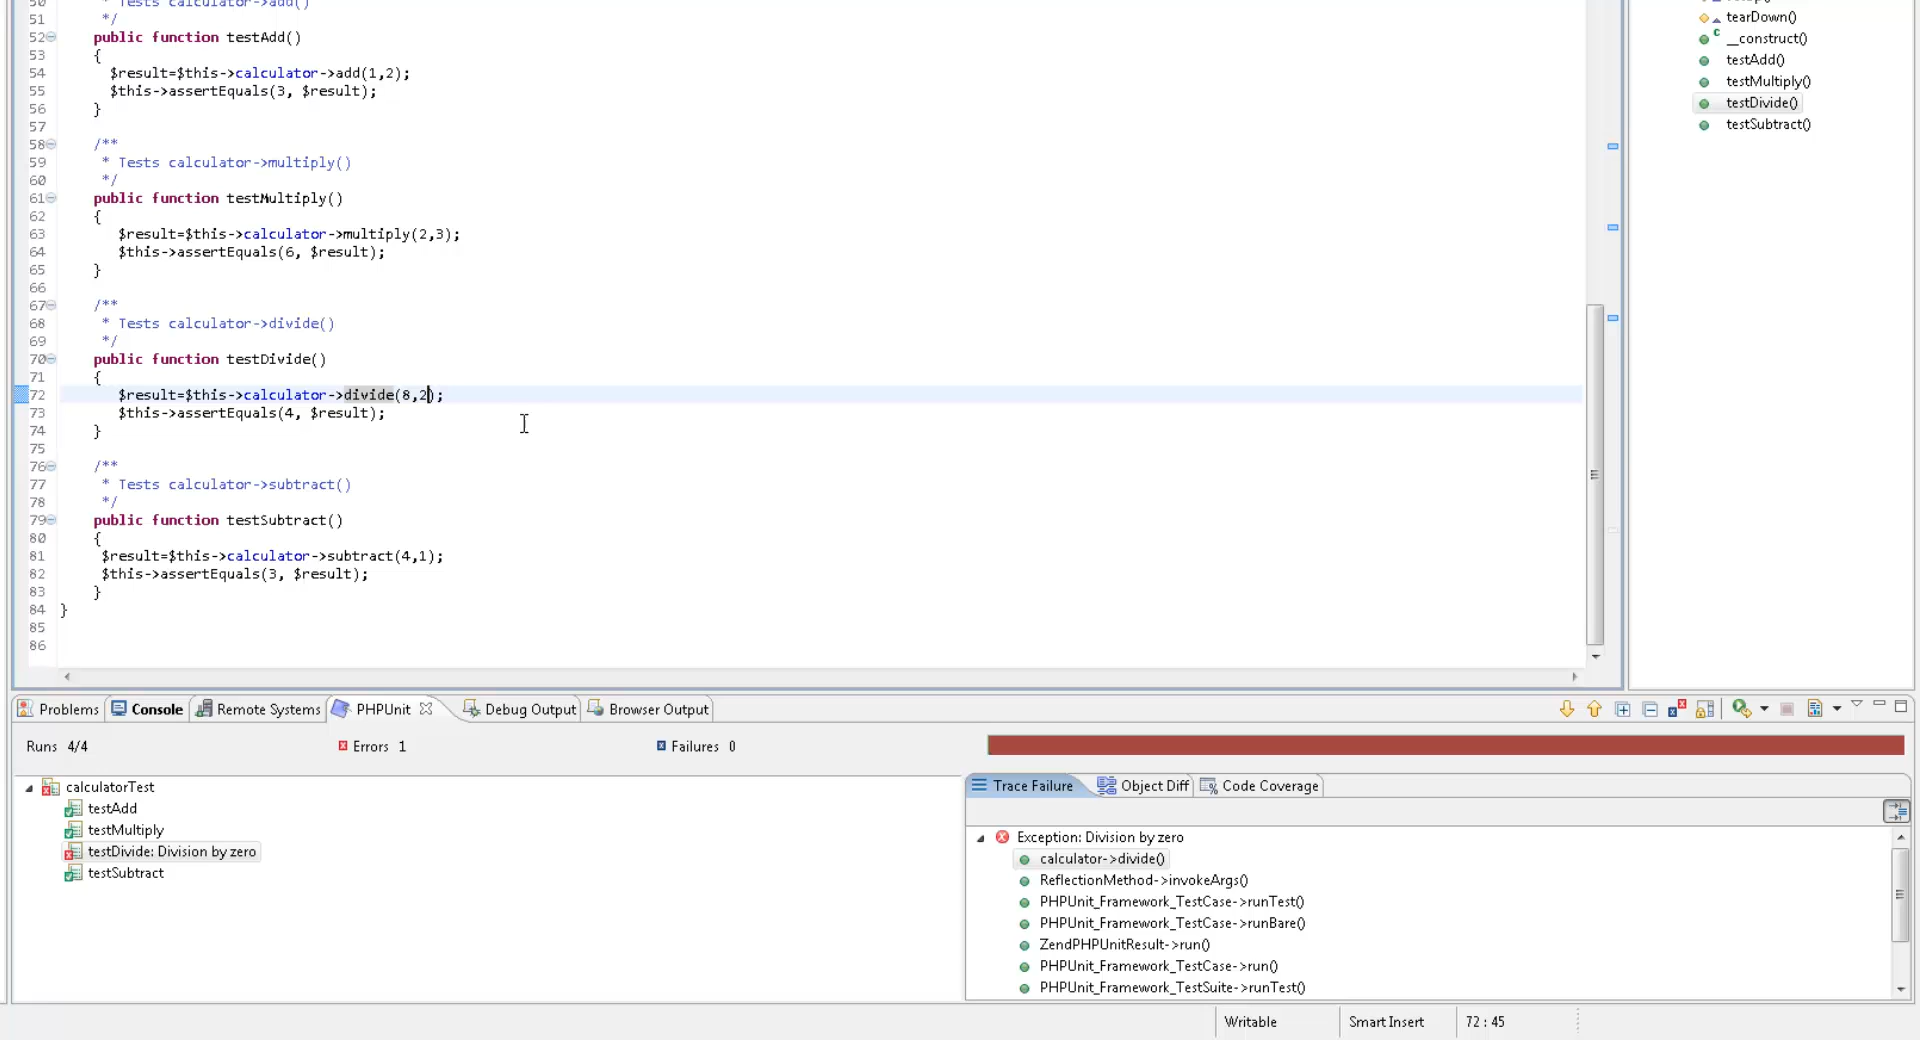 50 * Tests calculator->add()
51 */
52 public function testAdd()
53 {
54 $result=$this->calculator->add(1,2);
55 $this->assertEquals(3, $result);
56 }
57
58 /**
59 * Tests calculator->multiply()
60 */
61 public function testMultiply()
62 {
63 $result=$this->calculator->multiply(2,3);
64 $this->assertEquals(6, $result);
65 }
66
67 /**
68 * Tests calculator->divide()
69 */
70 public function testDivide()
71 {
72 $result=$this->calculator->divide(8,2);
73 $this->assertEquals(4, $result);
74 }
75
76 /**
77 * Tests calculator->subtract()
78 */
79 public function testSubtract()
80 {
81 $result=$this->calculator->subtract(4,1);
82 $this->assertEquals(3, $result);
83 }
84 }
85
86
tearDown()
__construct()
testAdd()
testMultiply()
testDivide()
testSubtract()
Problems Console Remote Systems PHPUnit Debug Output Browser Output
Runs 4/4 Errors 1 Failures 0
calculatorTest
testAdd
testMultiply
testDivide: Division by zero
testSubtract
Trace Failure Object Diff Code Coverage
Exception: Division by zero
calculator->divide()
ReflectionMethod->invokeArgs()
PHPUnit_Framework_TestCase->runTest()
PHPUnit_Framework_TestCase->runBare()
ZendPHPUnitResult->run()
PHPUnit_Framework_TestCase->run()
PHPUnit_Framework_TestSuite->runTest()
Writable Smart Insert 72 : 45